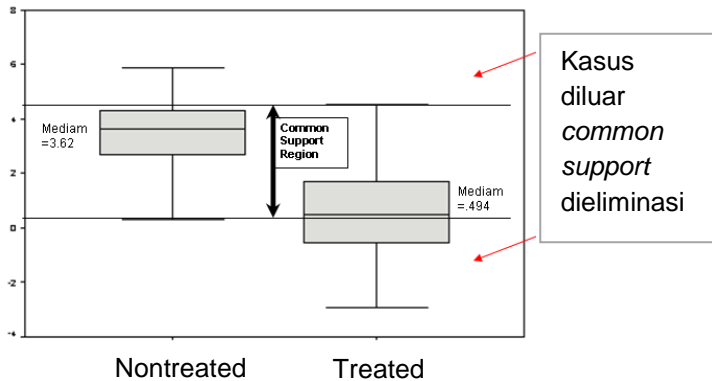 8
6
4
2
0
-2
-4
Mediam
=3.62
Common
Support
Region
Mediam
=.494
Nontreated
Treated
Kasus
diluar
common
support
dieliminasi